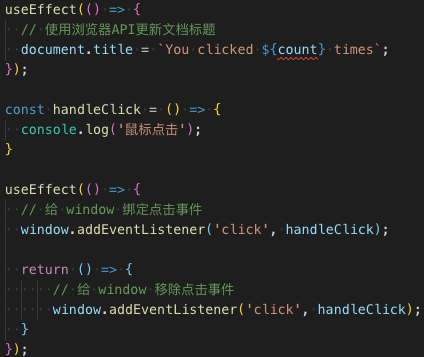 useEffect(() => {
  // 使用浏览器API更新文档标题
  document.title = `You clicked ${count} times`;
});

const handleClick = () => {
  console.log('鼠标点击');
}

useEffect(() => {
  // 给 window 绑定点击事件
  window.addEventListener('click', handleClick);

  return () => {
      // 给 window 移除点击事件
      window.addEventListener('click', handleClick);
  }
});